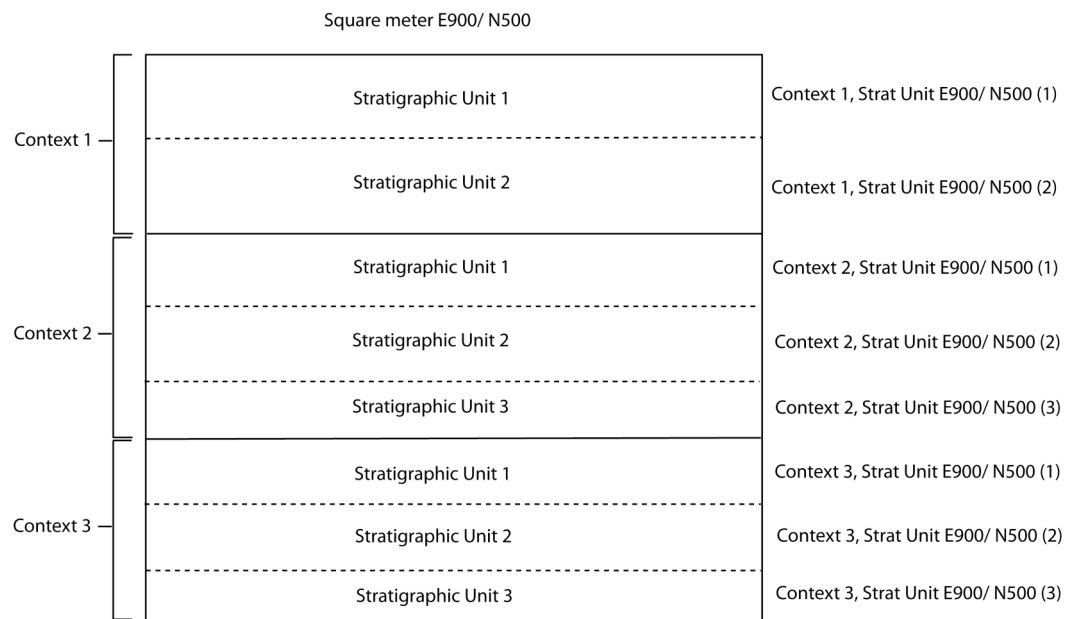 Square meter E900/ N500
Context 1
Stratigraphic Unit 1
Context 1, Strat Unit E900/ N500 (1)
Stratigraphic Unit 2
Context 1, Strat Unit E900/ N500 (2)
Context 2
Stratigraphic Unit 1
Context 2, Strat Unit E900/ N500 (1)
Stratigraphic Unit 2
Context 2, Strat Unit E900/ N500 (2)
Stratigraphic Unit 3
Context 2, Strat Unit E900/ N500 (3)
Context 3
Stratigraphic Unit 1
Context 3, Strat Unit E900/ N500 (1)
Stratigraphic Unit 2
Context 3, Strat Unit E900/ N500 (2)
Stratigraphic Unit 3
Context 3, Strat Unit E900/ N500 (3)